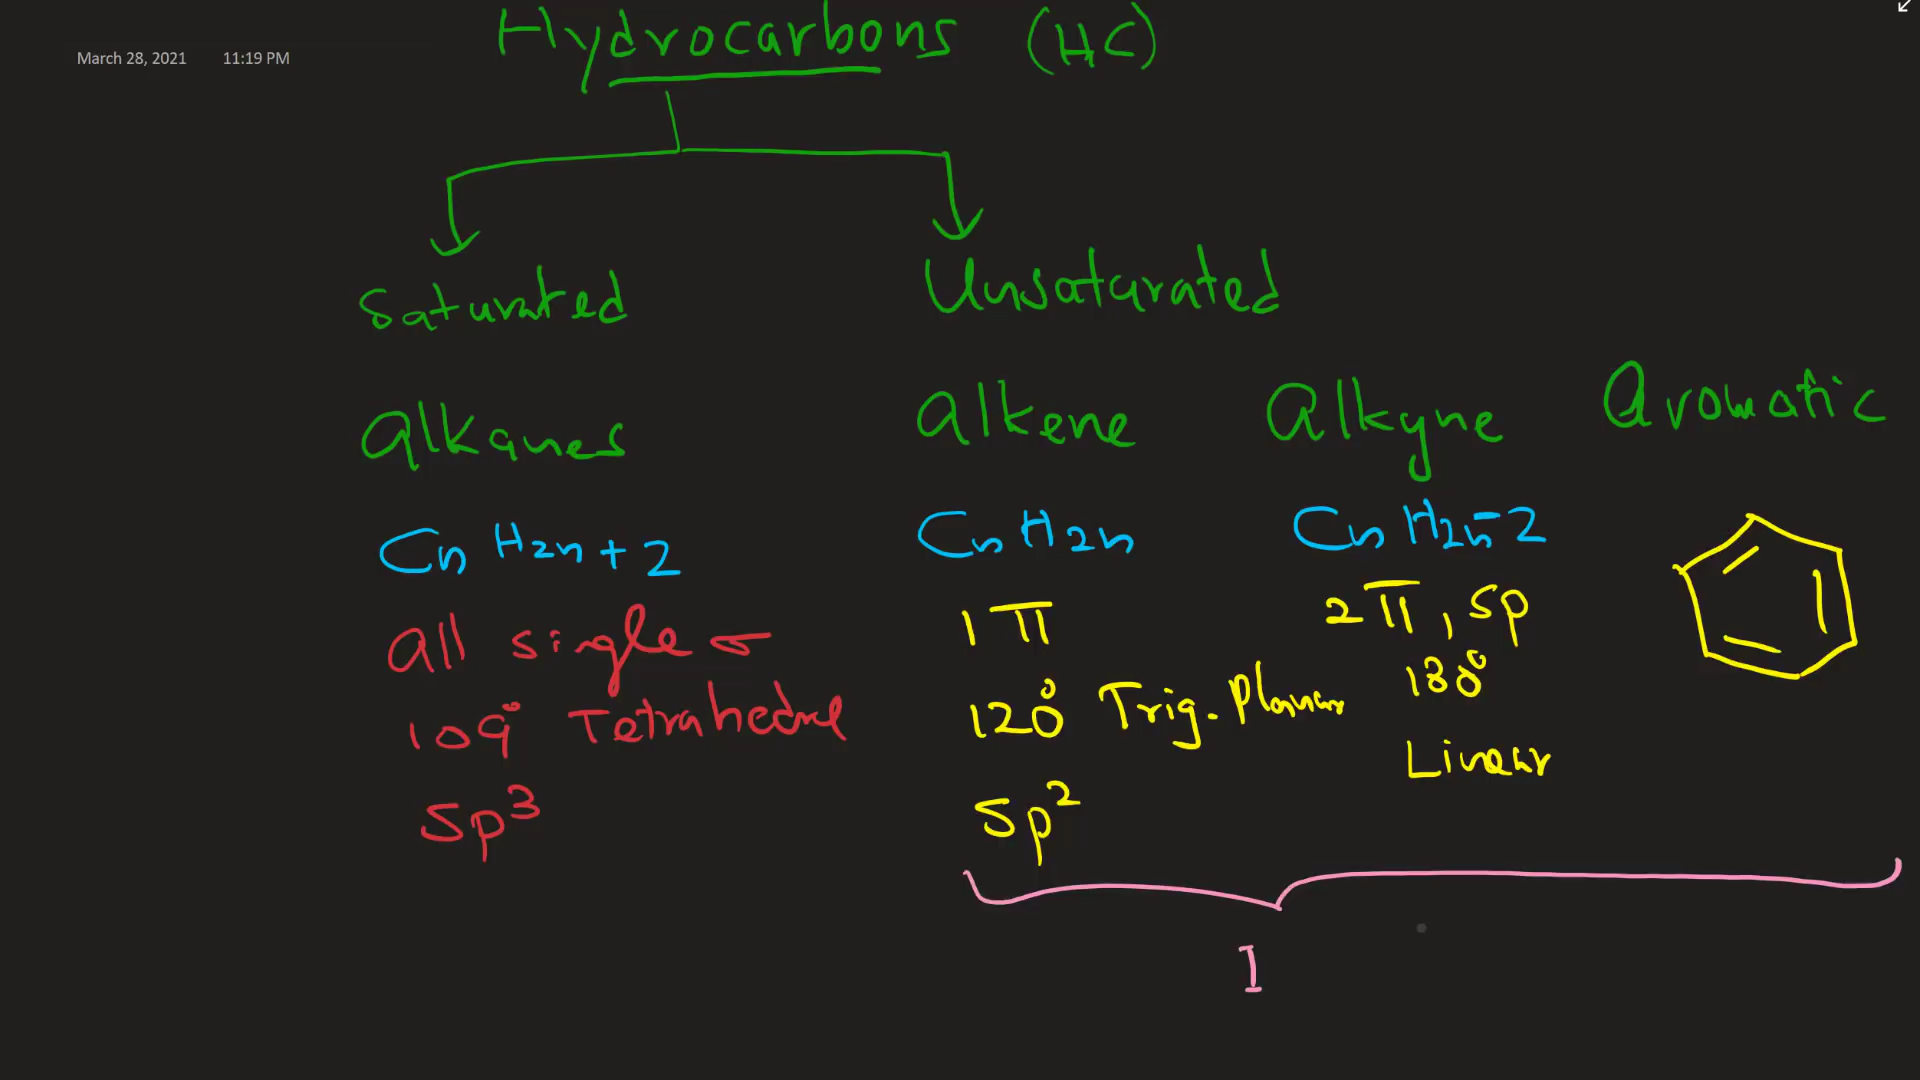 Hydrocarbons (HC)
March 28, 2021 11:19 PM
Saturated Unsaturated
Alkanes Alkene Alkyne Aromatic
CnH2n+2 CnH2n CnH2n-2
All single σ 1 π 2 π, sp
109° Tetrahedral 120° Trig. Planar 180°
Linear
sp³ sp²
I